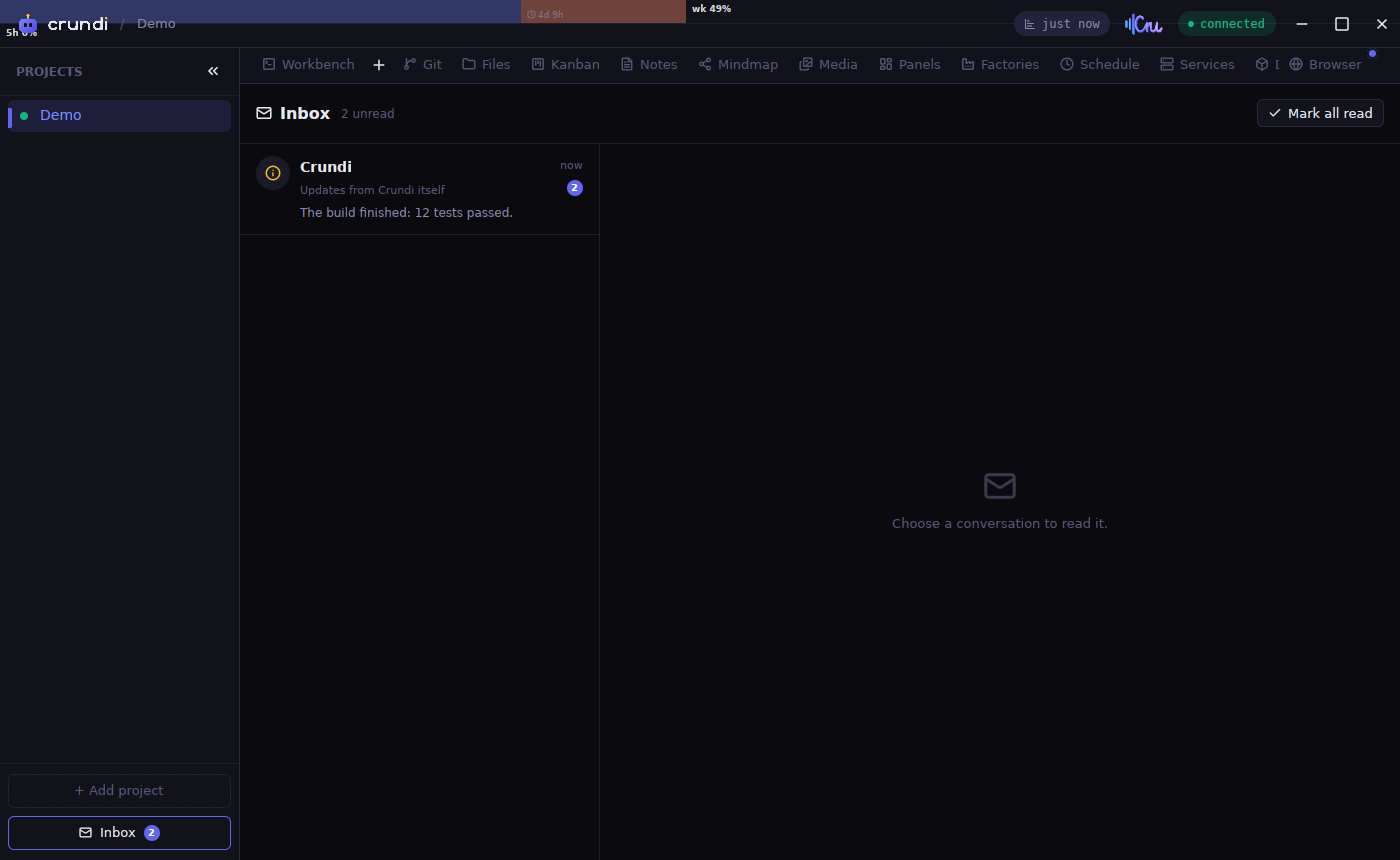 4d 9h
wk 49%
crundi / Demo
just now
Cru
connected
PROJECTS
Demo
Workbench
Git
Files
Kanban
Notes
Mindmap
Media
Panels
Factories
Schedule
Services
Browser
Inbox 2 unread
Mark all read
Crundi
now
Updates from Crundi itself
2
The build finished: 12 tests passed.
Choose a conversation to read it.
+ Add project
Inbox 2